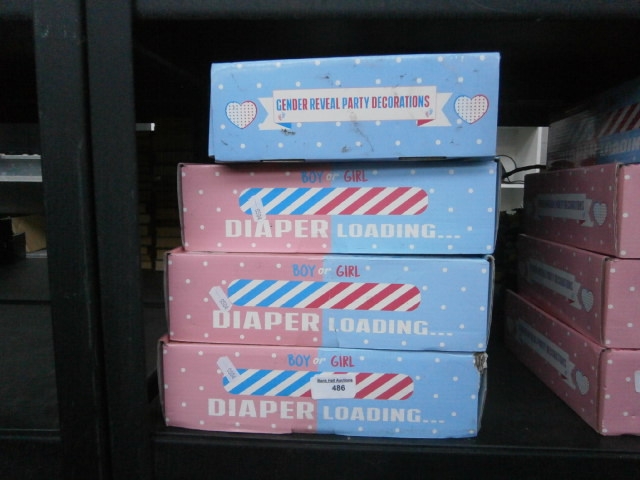 GENDER REVEAL PARTY DECORATIONS
BOY or GIRL
DIAPER LOADING...
BOY or GIRL
DIAPER LOADING...
BOY or GIRL
486
DIAPER LOADING...
LOADING...